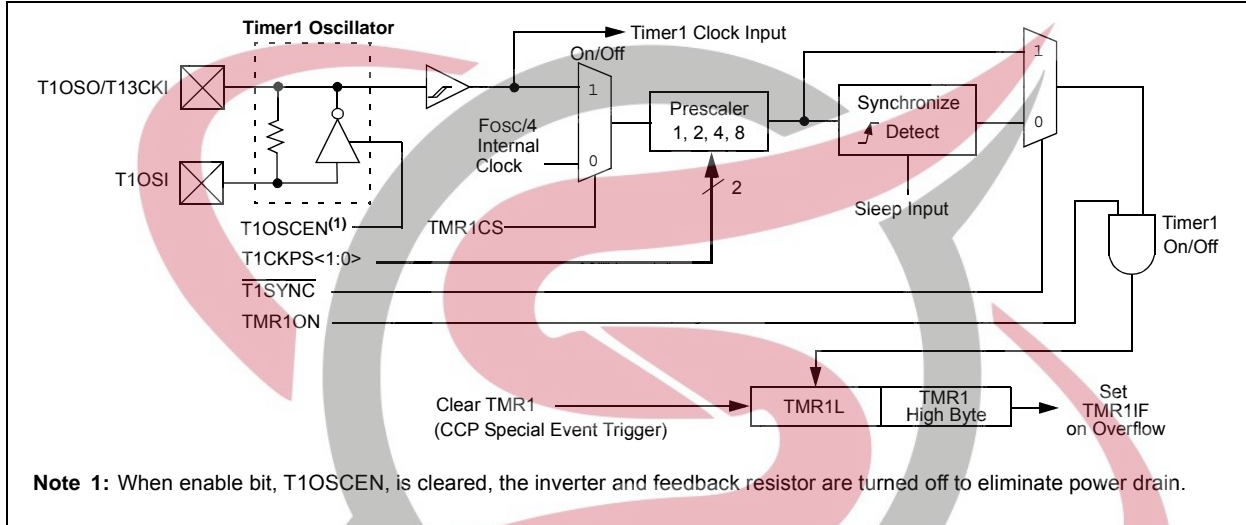 Timer1 Oscillator
Timer1 Clock Input
On/Off
T1OSO/T13CKI
1
1
FOSC/4
Internal
Clock
Prescaler
1, 2, 4, 8
Synchronize
Detect
0
0
T1OSI
2
Sleep Input
T1OSCEN(1)
TMR1CS
Timer1
On/Off
T1CKPS<1:0>
T1SYNC
TMR1ON
Clear TMR1
(CCP Special Event Trigger)
TMR1L
TMR1
High Byte
Set
TMR1IF
on Overflow
Note 1: When enable bit, T1OSCEN, is cleared, the inverter and feedback resistor are turned off to eliminate power drain.